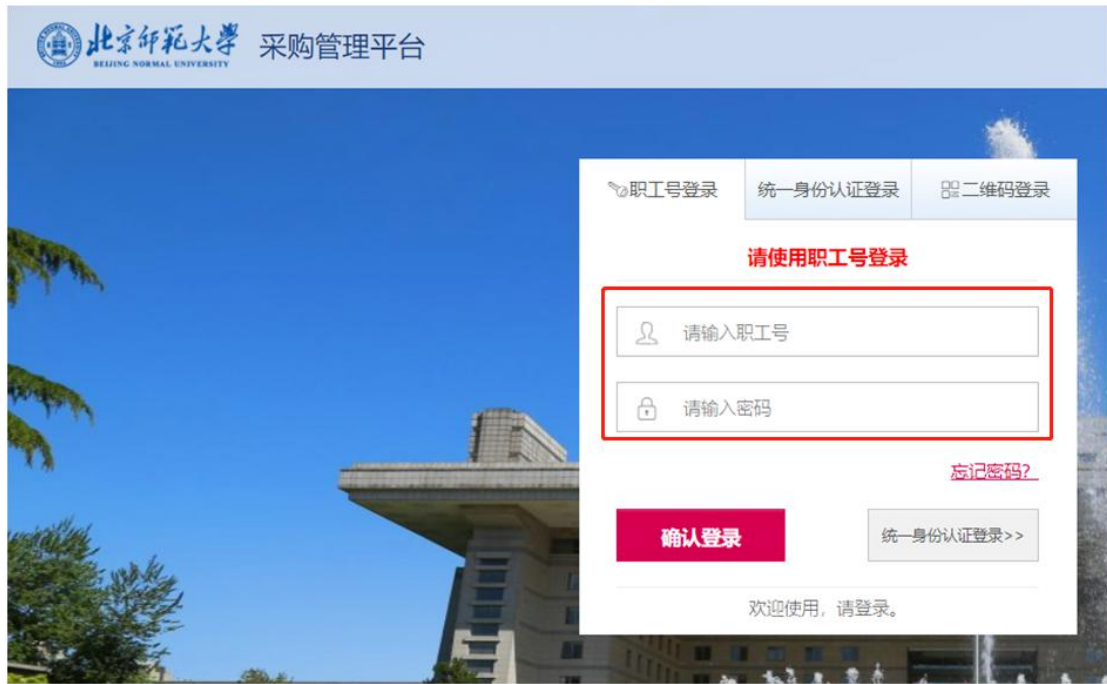 北京师范大学 采购管理平台
BEIJING NORMAL UNIVERSITY
职工号登录 统一身份认证登录 二维码登录
请使用职工号登录
请输入职工号
请输入密码
忘记密码?
确认登录 统一身份认证登录>>
欢迎使用，请登录。